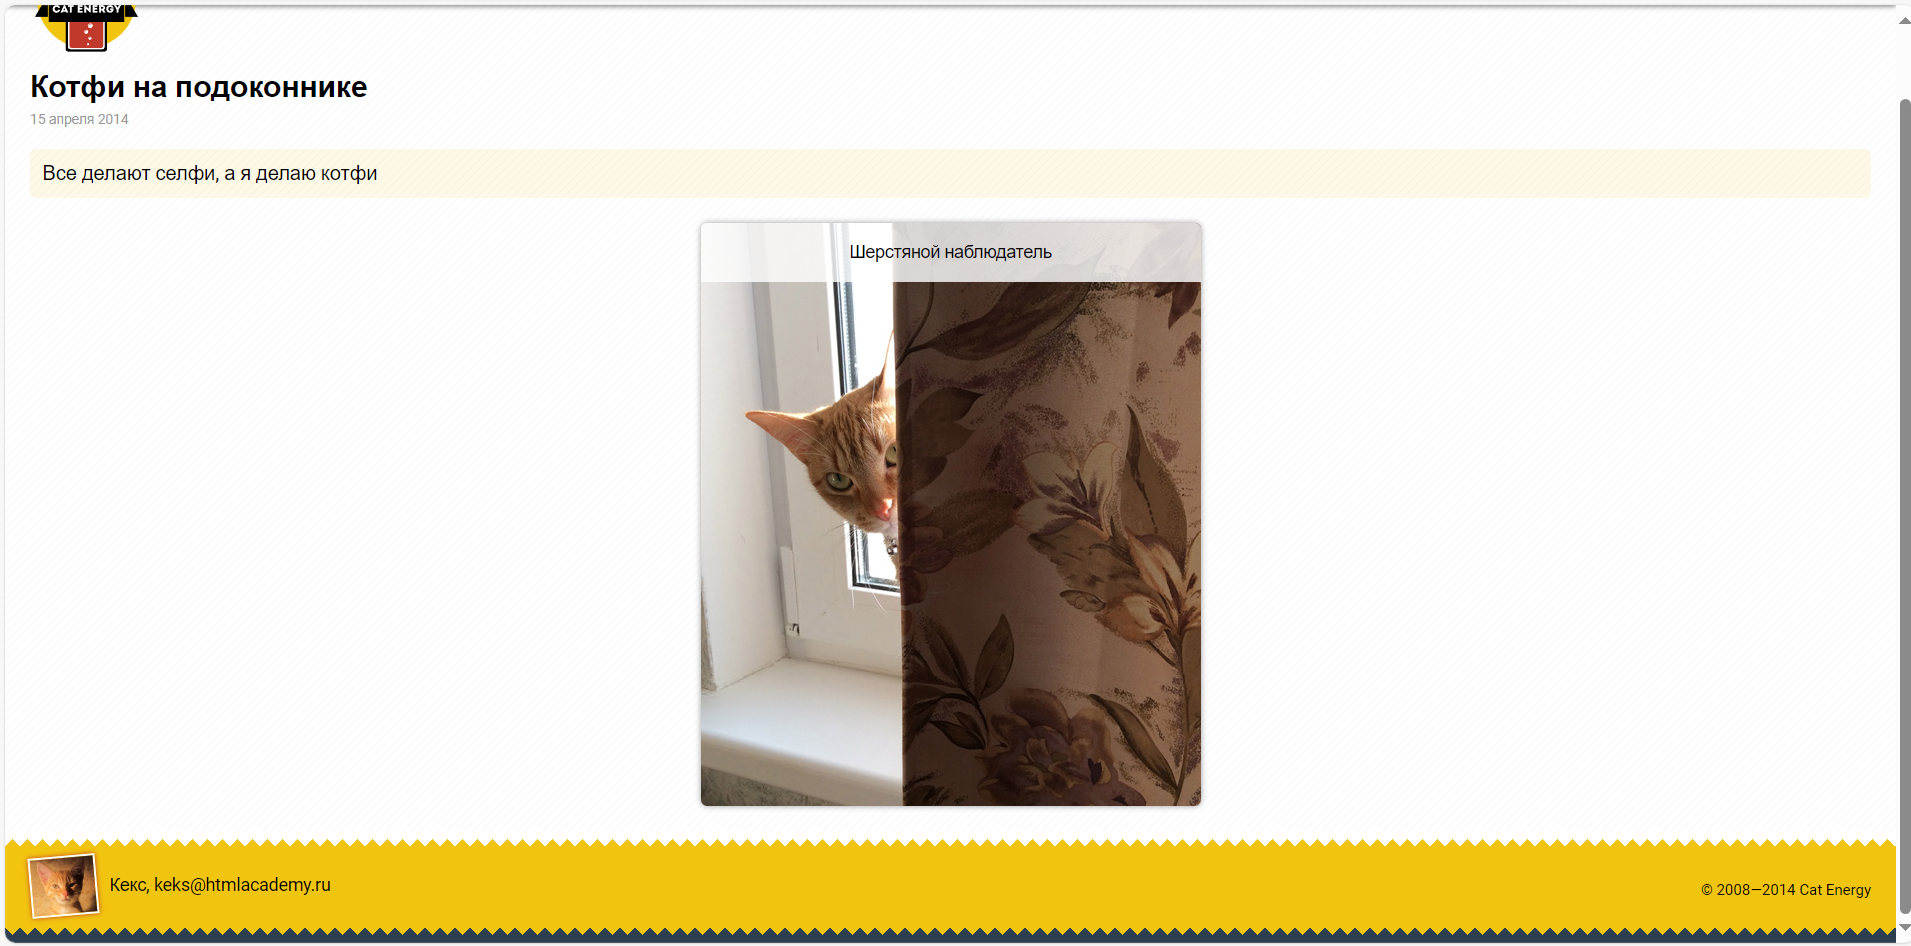 CAT ENERGY
Котфи на подоконнике
15 апреля 2014
Все делают селфи, а я делаю котфи
Шерстяной наблюдатель
Кекс, keks@htmlacademy.ru
© 2008—2014 Cat Energy